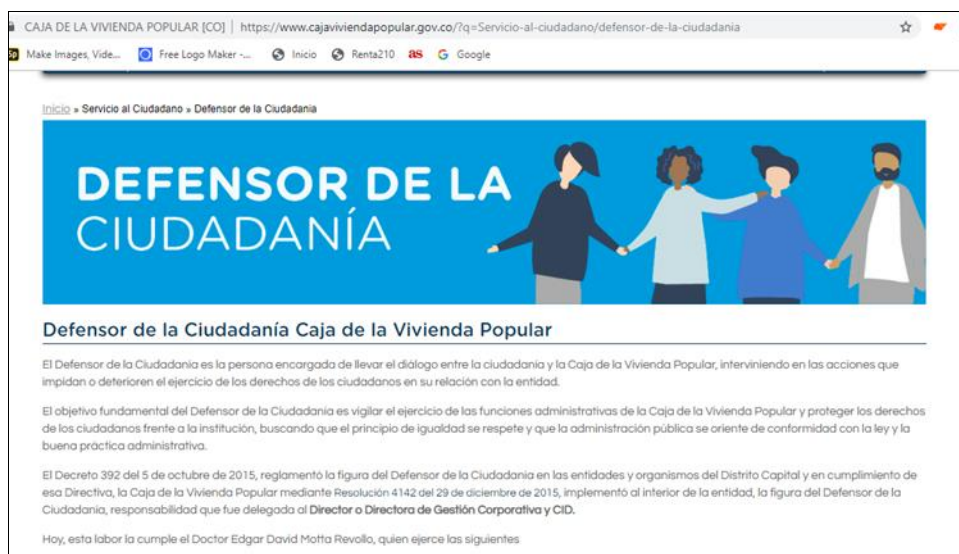 CAJA DE LA VIVIENDA POPULAR [CO] | https://www.cajaviviendapopular.gov.co/?q=Servicio-al-ciudadano/defensor-de-la-ciudadania
Make Images, Vide... Free Logo Maker -... Inicio Renta210 as G Google
Inicio » Servicio al Ciudadano » Defensor de la Ciudadania
DEFENSOR DE LA
CIUDADANÍA
Defensor de la Ciudadanía Caja de la Vivienda Popular
El Defensor de la Ciudadania es la persona encargada de llevar el diálogo entre la ciudadania y la Caja de la Vivienda Popular, interviniendo en las acciones que
impidan o deterioren el ejercicio de los derechos de los ciudadanos en su relación con la entidad.
El objetivo fundamental del Defensor de la Ciudadania es vigilar el ejercicio de las funciones administrativas de la Caja de la Vivienda Popular y proteger los derechos
de los ciudadanos frente a la institución, buscando que el principio de igualdad se respete y que la administración pública se oriente de conformidad con la ley y la
buena práctica administrativa.
El Decreto 392 del 5 de octubre de 2015, reglamentó la figura del Defensor de la Ciudadania en las entidades y organismos del Distrito Capital y en cumplimiento de
esa Directiva, la Caja de la Vivienda Popular mediante Resolución 4142 del 29 de diciembre de 2015, implementó al interior de la entidad, la figura del Defensor de la
Ciudadania, responsabilidad que fue delegada al Director o Directora de Gestión Corporativa y CID.
Hoy, esta labor la cumple el Doctor Edgar David Motta Revollo, quien ejerce las siguientes